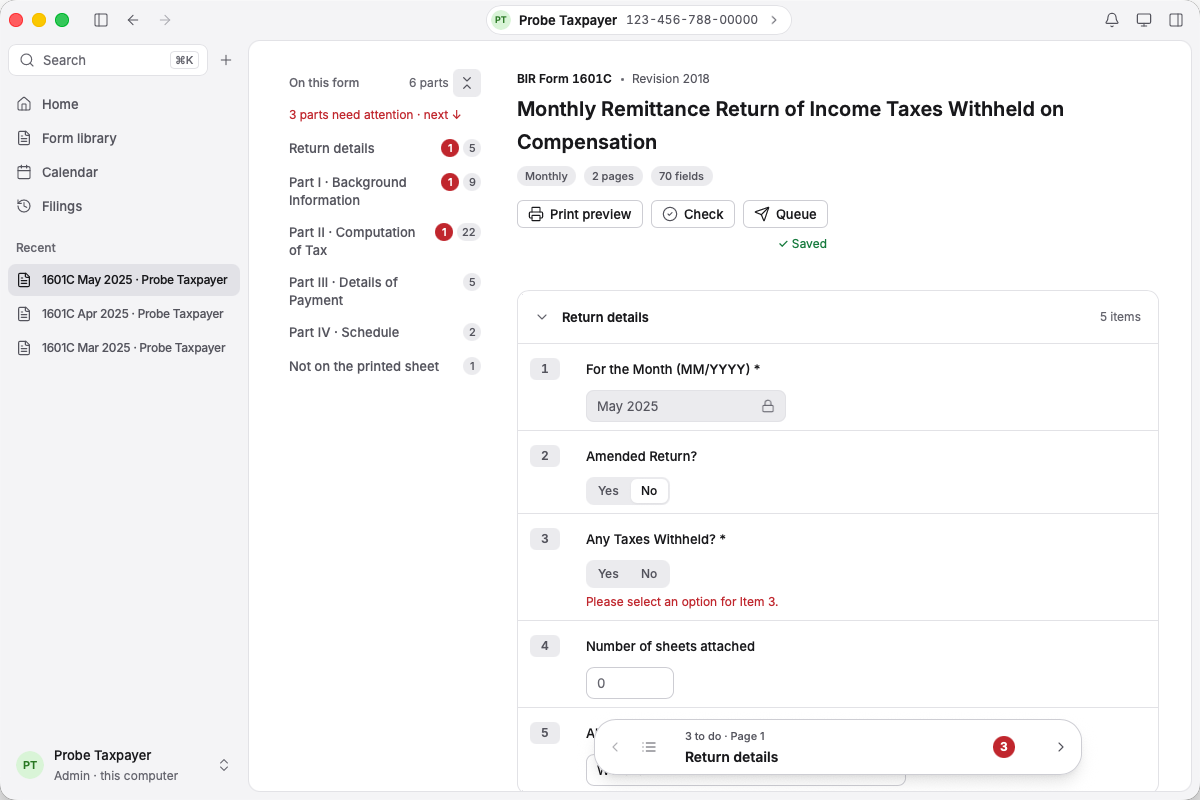 PT Probe Taxpayer 123-456-788-00000
Search ⌘K
Home
Form library
Calendar
Filings
Recent
1601C May 2025 · Probe Taxpayer
1601C Apr 2025 · Probe Taxpayer
1601C Mar 2025 · Probe Taxpayer
PT Probe Taxpayer
Admin · this computer
On this form 6 parts
3 parts need attention · next ↓
Return details 1 5
Part I · Background 1 9
Information
Part II · Computation 1 22
of Tax
Part III · Details of 5
Payment
Part IV · Schedule 2
Not on the printed sheet 1
BIR Form 1601C • Revision 2018
Monthly Remittance Return of Income Taxes Withheld on
Compensation
Monthly 2 pages 70 fields
Print preview Check Queue
✓ Saved
Return details 5 items
1 For the Month (MM/YYYY) *
May 2025
2 Amended Return?
Yes No
3 Any Taxes Withheld? *
Yes No
Please select an option for Item 3.
4 Number of sheets attached
0
5
3 to do · Page 1
Return details 3